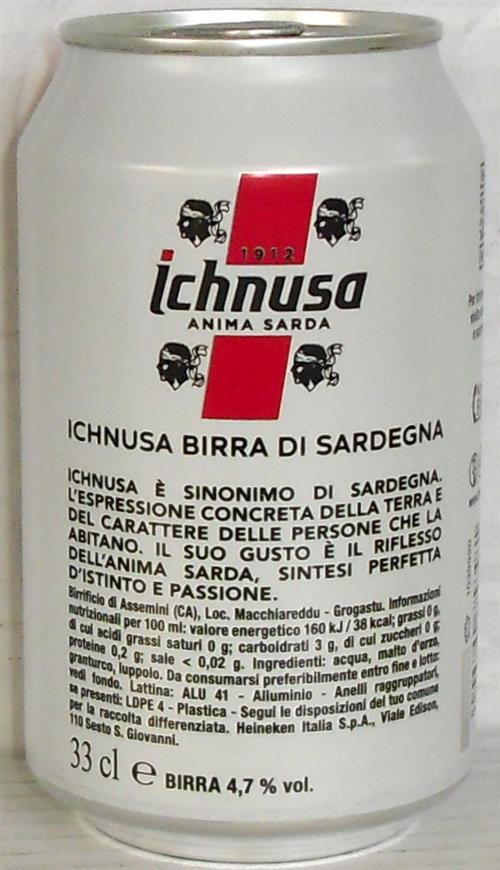 1912
ichnusa
ANIMA SARDA
ICHNUSA BIRRA DI SARDEGNA
ICHNUSA È SINONIMO DI SARDEGNA.
L'ESPRESSIONE CONCRETA DELLA TERRA E
DEL CARATTERE DELLE PERSONE CHE LA
ABITANO. IL SUO GUSTO È IL RIFLESSO
DELL'ANIMA SARDA, SINTESI PERFETTA
D'ISTINTO E PASSIONE.
Birrificio di Assemini (CA), Loc. Macchiareddu - Grogastu. Informazioni
nutrizionali per 100 ml: valore energetico 160 kJ / 38 kcal; grassi 0 g,
di cui acidi grassi saturi 0 g; carboidrati 3 g, di cui zuccheri 0 g;
proteine 0,2 g; sale < 0,02 g. Ingredienti: acqua, malto d'orzo,
granturco, luppolo. Da consumarsi preferibilmente entro fine e lotto:
vedi fondo. Lattina: ALU 41 - Alluminio - Anelli raggruppatori,
se presenti: LDPE 4 - Plastica - Segui le disposizioni del tuo comune
per la raccolta differenziata. Heineken Italia S.p.A., Viale Edison,
110 Sesto S. Giovanni.
33 cl e BIRRA 4,7 % vol.